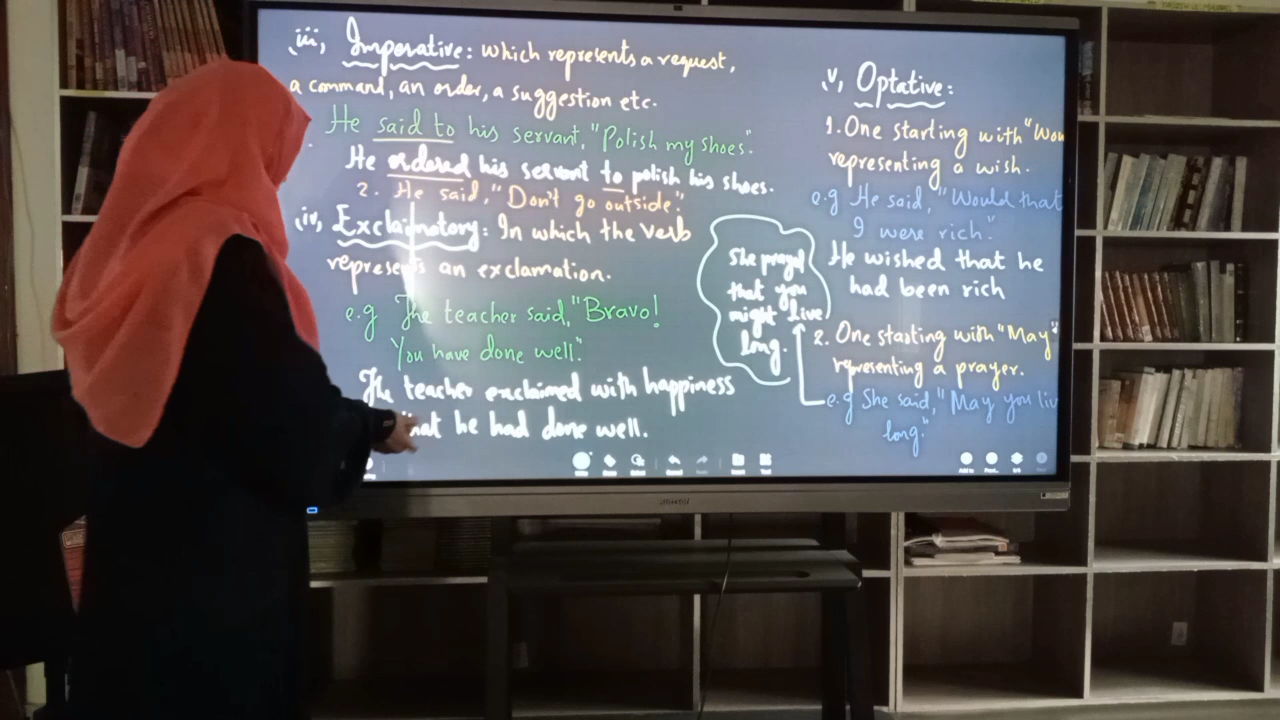 iii, Imperative: which represents a request,
a command, an order, a suggestion etc.
He said to his servant, "Polish my shoes".
He ordered his servant to polish his shoes.
2. He said, "Don't go outside."
iv, Exclamatory: In which the verb
represents an exclamation.
e.g The teacher said, "Bravo!
You have done well".
The teacher exclaimed with happiness
he had done well.
She prayed
that you
might live
long.
v, Optative:
1. One starting with "Wou
representing a wish.
e.g He said, "Would that
I were rich".
He wished that he
had been rich
2. One starting with "May"
representing a prayer.
e.g She said, "May you liv
long."